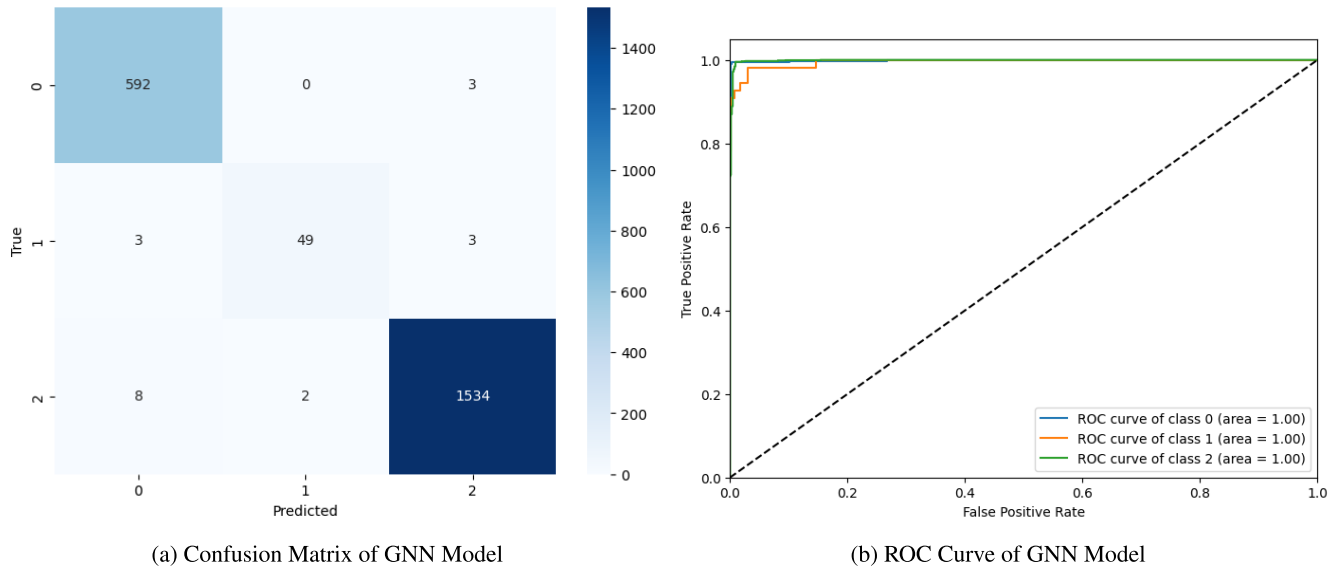 592 0 3
3 49 3
8 2 1534
0
1
2
True
0 1 2
Predicted
1400
1200
1000
800
600
400
200
0
1.0
0.8
0.6
0.4
0.2
0.0
True Positive Rate
0.0 0.2 0.4 0.6 0.8 1.0
False Positive Rate
ROC curve of class 0 (area = 1.00)
ROC curve of class 1 (area = 1.00)
ROC curve of class 2 (area = 1.00)
(a) Confusion Matrix of GNN Model
(b) ROC Curve of GNN Model